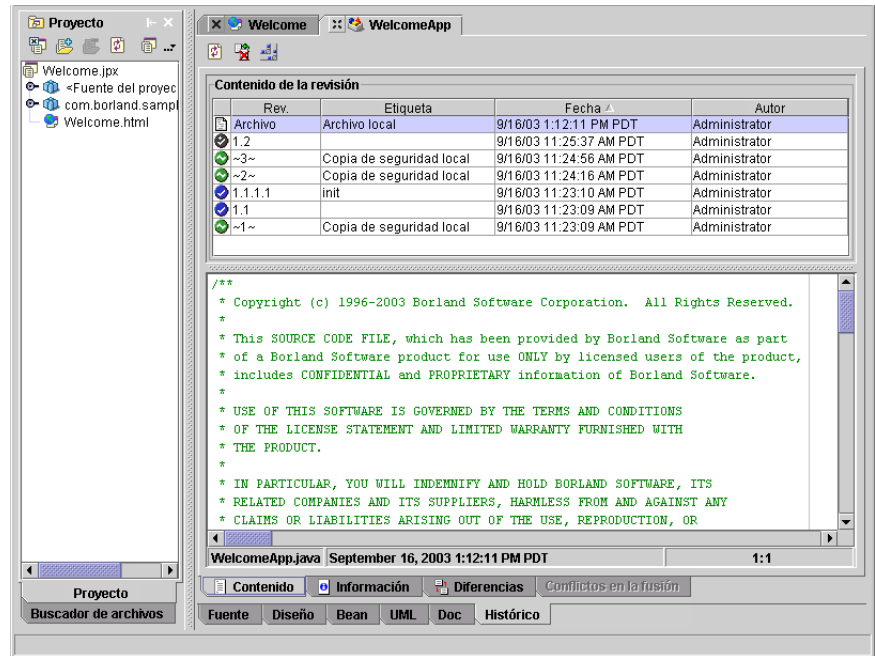 Proyecto
Welcome.jpx
<Fuente del proyec
com.borland.sampl
Welcome.html
Proyecto
Buscador de archivos
Welcome
WelcomeApp
Contenido de la revisión
Rev. Etiqueta Fecha Autor
Archivo Archivo local 9/16/03 1:12:11 PM PDT Administrator
1.2 9/16/03 11:25:37 AM PDT Administrator
~3~ Copia de seguridad local 9/16/03 11:24:56 AM PDT Administrator
~2~ Copia de seguridad local 9/16/03 11:24:16 AM PDT Administrator
1.1.1.1 init 9/16/03 11:23:10 AM PDT Administrator
1.1 9/16/03 11:23:09 AM PDT Administrator
~1~ Copia de seguridad local 9/16/03 11:23:09 AM PDT Administrator
/**
* Copyright (c) 1996-2003 Borland Software Corporation. All Rights Reserved.
*
* This SOURCE CODE FILE, which has been provided by Borland Software as part
* of a Borland Software product for use ONLY by licensed users of the product,
* includes CONFIDENTIAL and PROPRIETARY information of Borland Software.
*
* USE OF THIS SOFTWARE IS GOVERNED BY THE TERMS AND CONDITIONS
* OF THE LICENSE STATEMENT AND LIMITED WARRANTY FURNISHED WITH
* THE PRODUCT.
*
* IN PARTICULAR, YOU WILL INDEMNIFY AND HOLD BORLAND SOFTWARE, ITS
* RELATED COMPANIES AND ITS SUPPLIERS, HARMLESS FROM AND AGAINST ANY
* CLAIMS OR LIABILITIES ARISING OUT OF THE USE, REPRODUCTION, OR
WelcomeApp.java September 16, 2003 1:12:11 PM PDT 1:1
Contenido Información Diferencias Conflictos en la fusión
Fuente Diseño Bean UML Doc Histórico